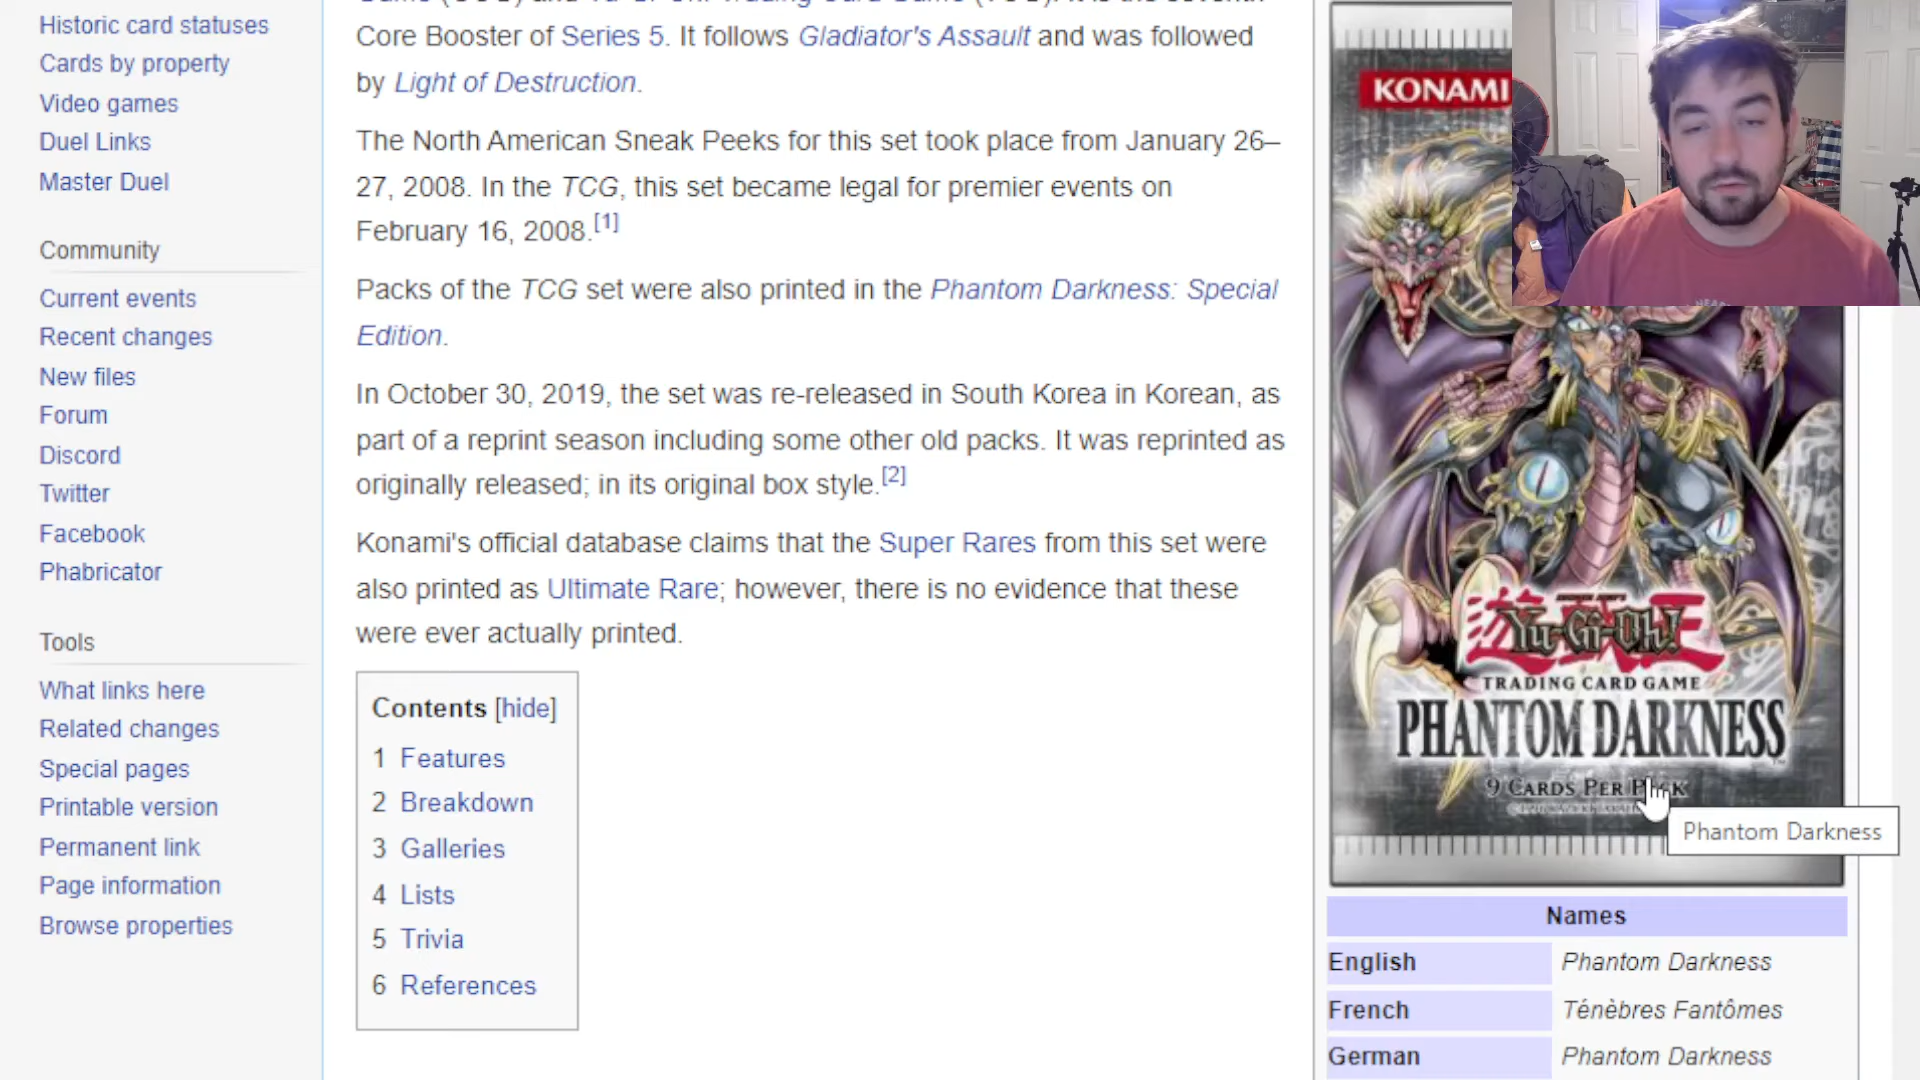 Historic card statuses
Cards by property
Video games
Duel Links
Master Duel
Community
Current events
Recent changes
New files
Forum
Discord
Twitter
Facebook
Phabricator
Tools
What links here
Related changes
Special pages
Printable version
Permanent link
Page information
Browse properties
Core Booster of Series 5. It follows Gladiator's Assault and was followed
by Light of Destruction.
The North American Sneak Peeks for this set took place from January 26–
27, 2008. In the TCG, this set became legal for premier events on
February 16, 2008.[1]
Packs of the TCG set were also printed in the Phantom Darkness: Special
Edition.
In October 30, 2019, the set was re-released in South Korea in Korean, as
part of a reprint season including some other old packs. It was reprinted as
originally released; in its original box style.[2]
Konami's official database claims that the Super Rares from this set were
also printed as Ultimate Rare; however, there is no evidence that these
were ever actually printed.
Contents [hide]
1 Features
2 Breakdown
3 Galleries
4 Lists
5 Trivia
6 References
KONAMI
遊 Yu-Gi-Oh! 王
TRADING CARD GAME
PHANTOM DARKNESS
9 CARDS PER PACK
Phantom Darkness
Names
English Phantom Darkness
French Ténèbres Fantômes
German Phantom Darkness